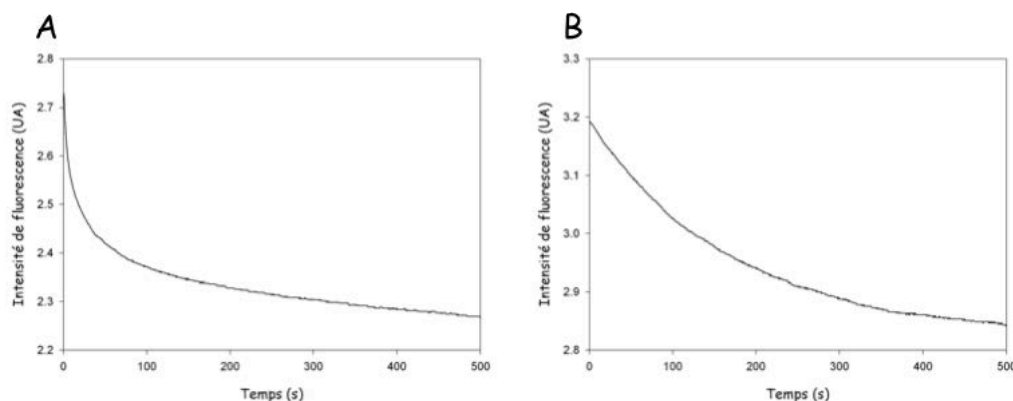 A
2.8
2.7
2.6
2.5
2.4
2.3
2.2
Intensité de fluorescence (UA)
0 100 200 300 400 500
Temps (s)
B
3.3
3.2
3.1
3.0
2.9
2.8
Intensité de fluorescence (UA)
0 100 200 300 400 500
Temps (s)